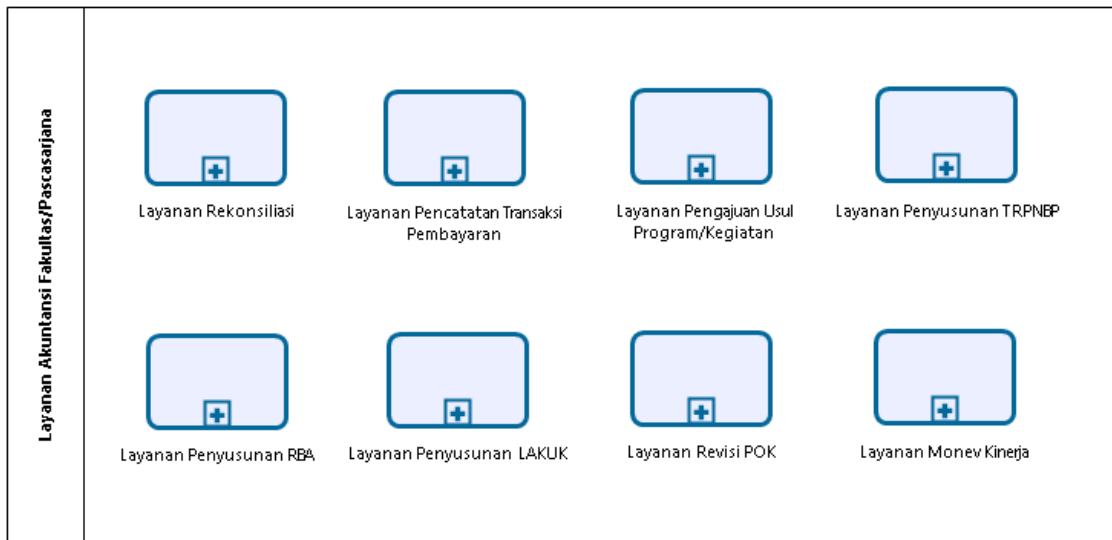 Layanan Akuntansi Fakultas/Pascasarjana
Layanan Rekonsiliasi
Layanan Pencatatan Transaksi
Pembayaran
Layanan Pengajuan Usul
Program/Kegiatan
Layanan Penyusunan TRPNBP
Layanan Penyusunan RBA
Layanan Penyusunan LAKUK
Layanan Revisi POK
Layanan Monev Kinerja